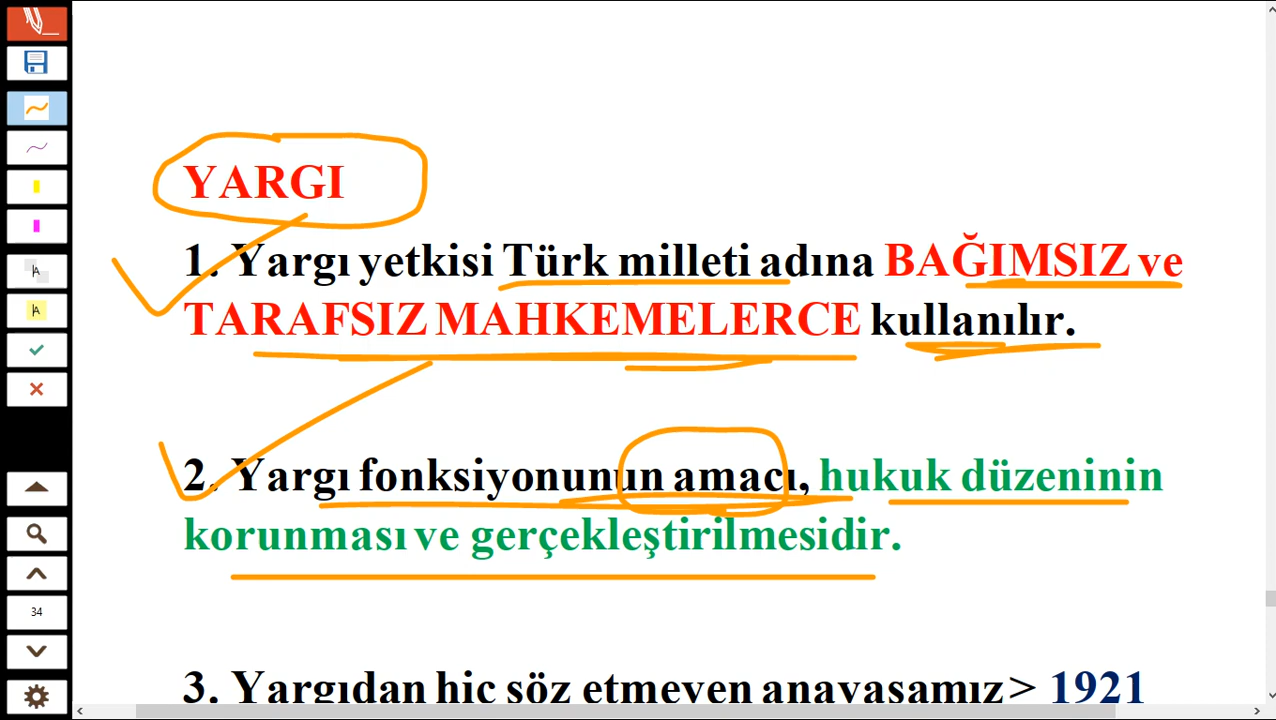 YARGI
1. Yargı yetkisi Türk milleti adına BAĞIMSIZ ve
TARAFSIZ MAHKEMELERCE kullanılır.
2. Yargı fonksiyonunun amacı, hukuk düzeninin
korunması ve gerçekleştirilmesidir.
34
3. Yargıdan hiç söz etmeyen anayasamız > 1921